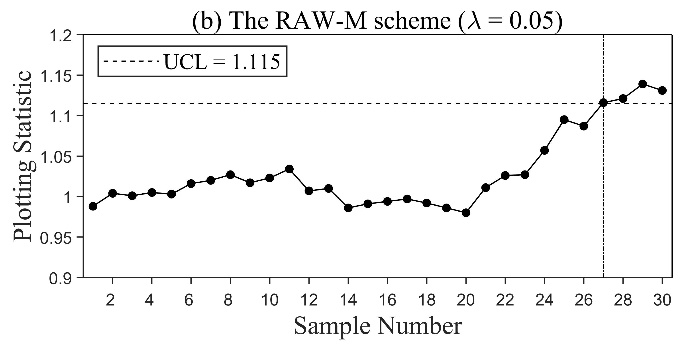 (b) The RAW-M scheme (λ = 0.05)
1.2
1.15
1.1
1.05
1
0.95
0.9
Plotting Statistic
UCL = 1.115
2 4 6 8 10 12 14 16 18 20 22 24 26 28 30
Sample Number